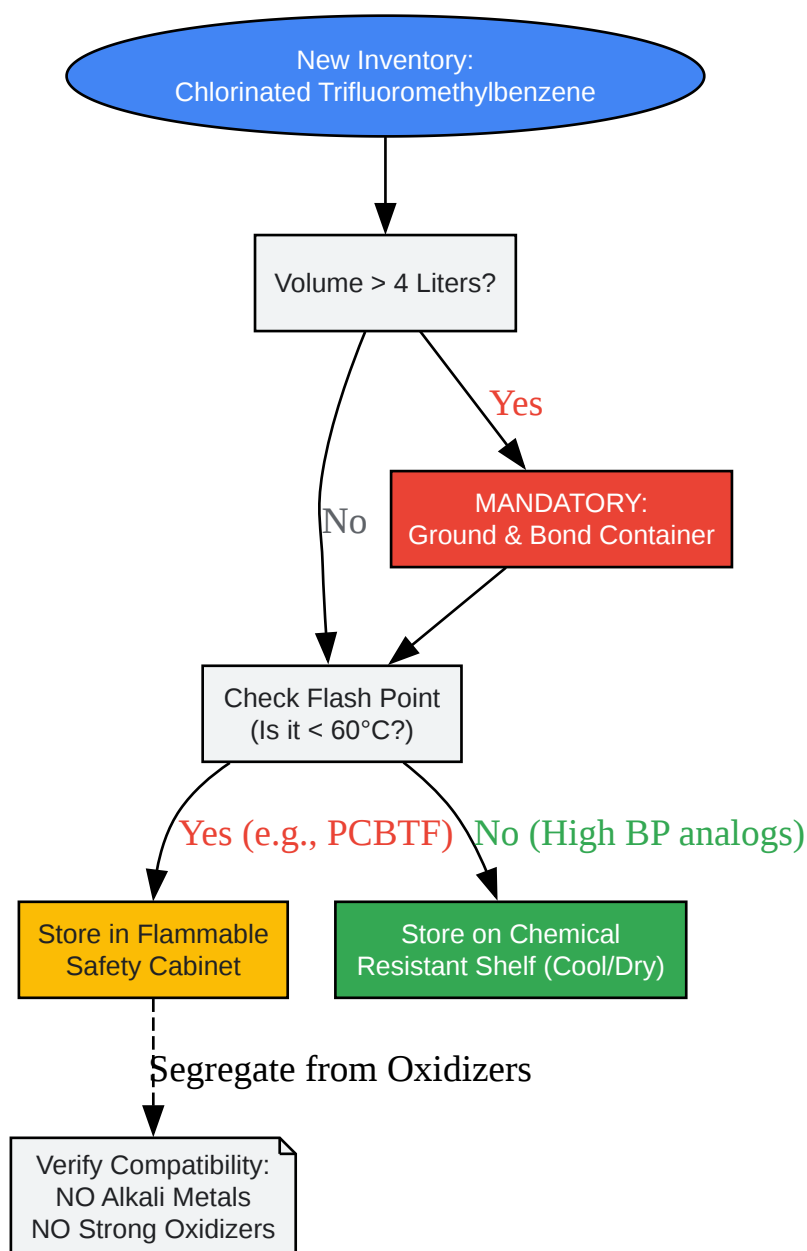 New Inventory:
Chlorinated Trifluoromethylbenzene
Volume > 4 Liters?
Yes
No
MANDATORY:
Ground & Bond Container
Check Flash Point
(Is it < 60°C?)
Yes (e.g., PCBTF)
No (High BP analogs)
Store in Flammable
Safety Cabinet
Store on Chemical
Resistant Shelf (Cool/Dry)
Segregate from Oxidizers
Verify Compatibility:
NO Alkali Metals
NO Strong Oxidizers